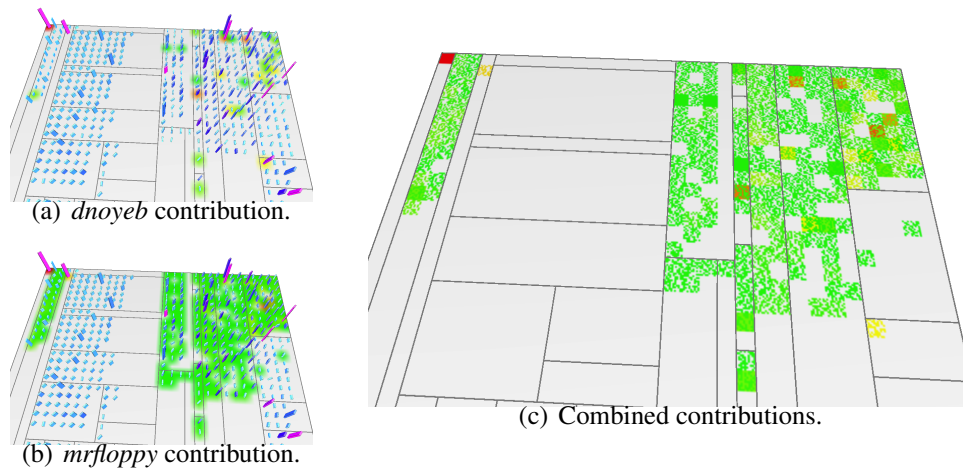 (a) dnoyeb contribution.
(b) mrfloppy contribution.
(c) Combined contributions.